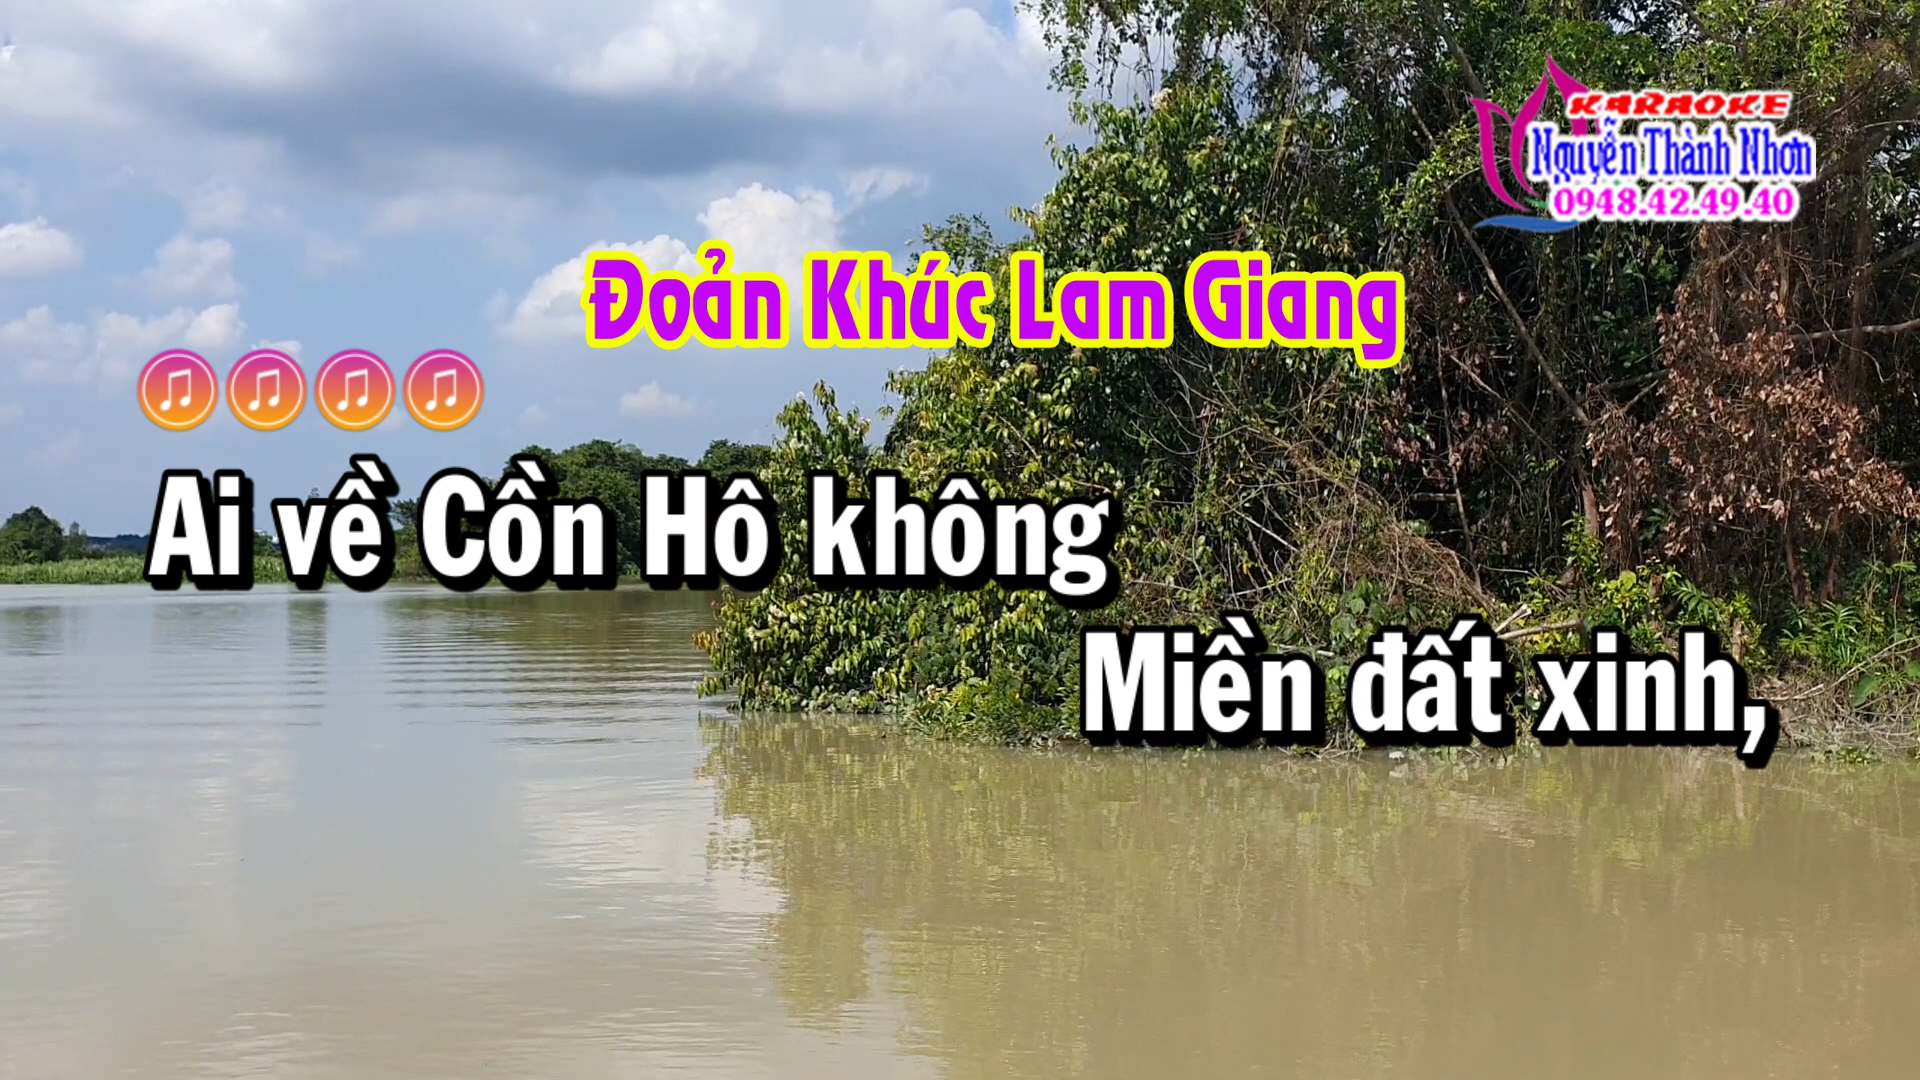 KARAOKE
Nguyễn Thành Nhơn
0948.42.49.40
Đoản Khúc Lam Giang
Ai về Cồn Hô không
Miền đất xinh,